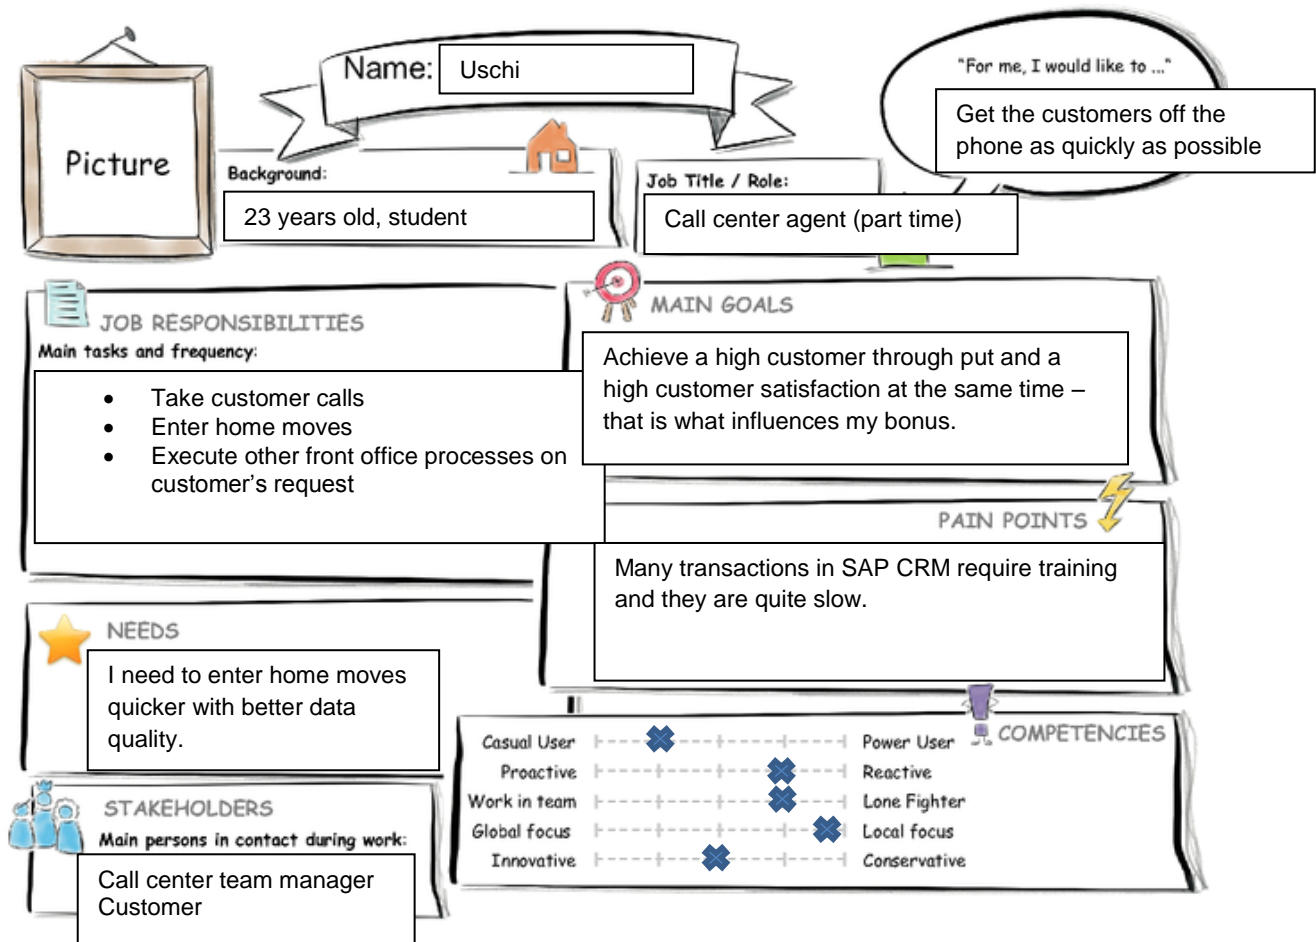 Name: Uschi
"For me, I would like to ..."
Get the customers off the
phone as quickly as possible
Picture
Background:
23 years old, student
Job Title / Role:
Call center agent (part time)
JOB RESPONSIBILITIES
Main tasks and frequency:
• Take customer calls
• Enter home moves
• Execute other front office processes on
customer's request
MAIN GOALS
Achieve a high customer through put and a
high customer satisfaction at the same time –
that is what influences my bonus.
PAIN POINTS
Many transactions in SAP CRM require training
and they are quite slow.
NEEDS
I need to enter home moves
quicker with better data
quality.
STAKEHOLDERS
Main persons in contact during work:
Call center team manager
Customer
COMPETENCIES
Casual User Power User
Proactive Reactive
Work in team Lone Fighter
Global focus Local focus
Innovative Conservative